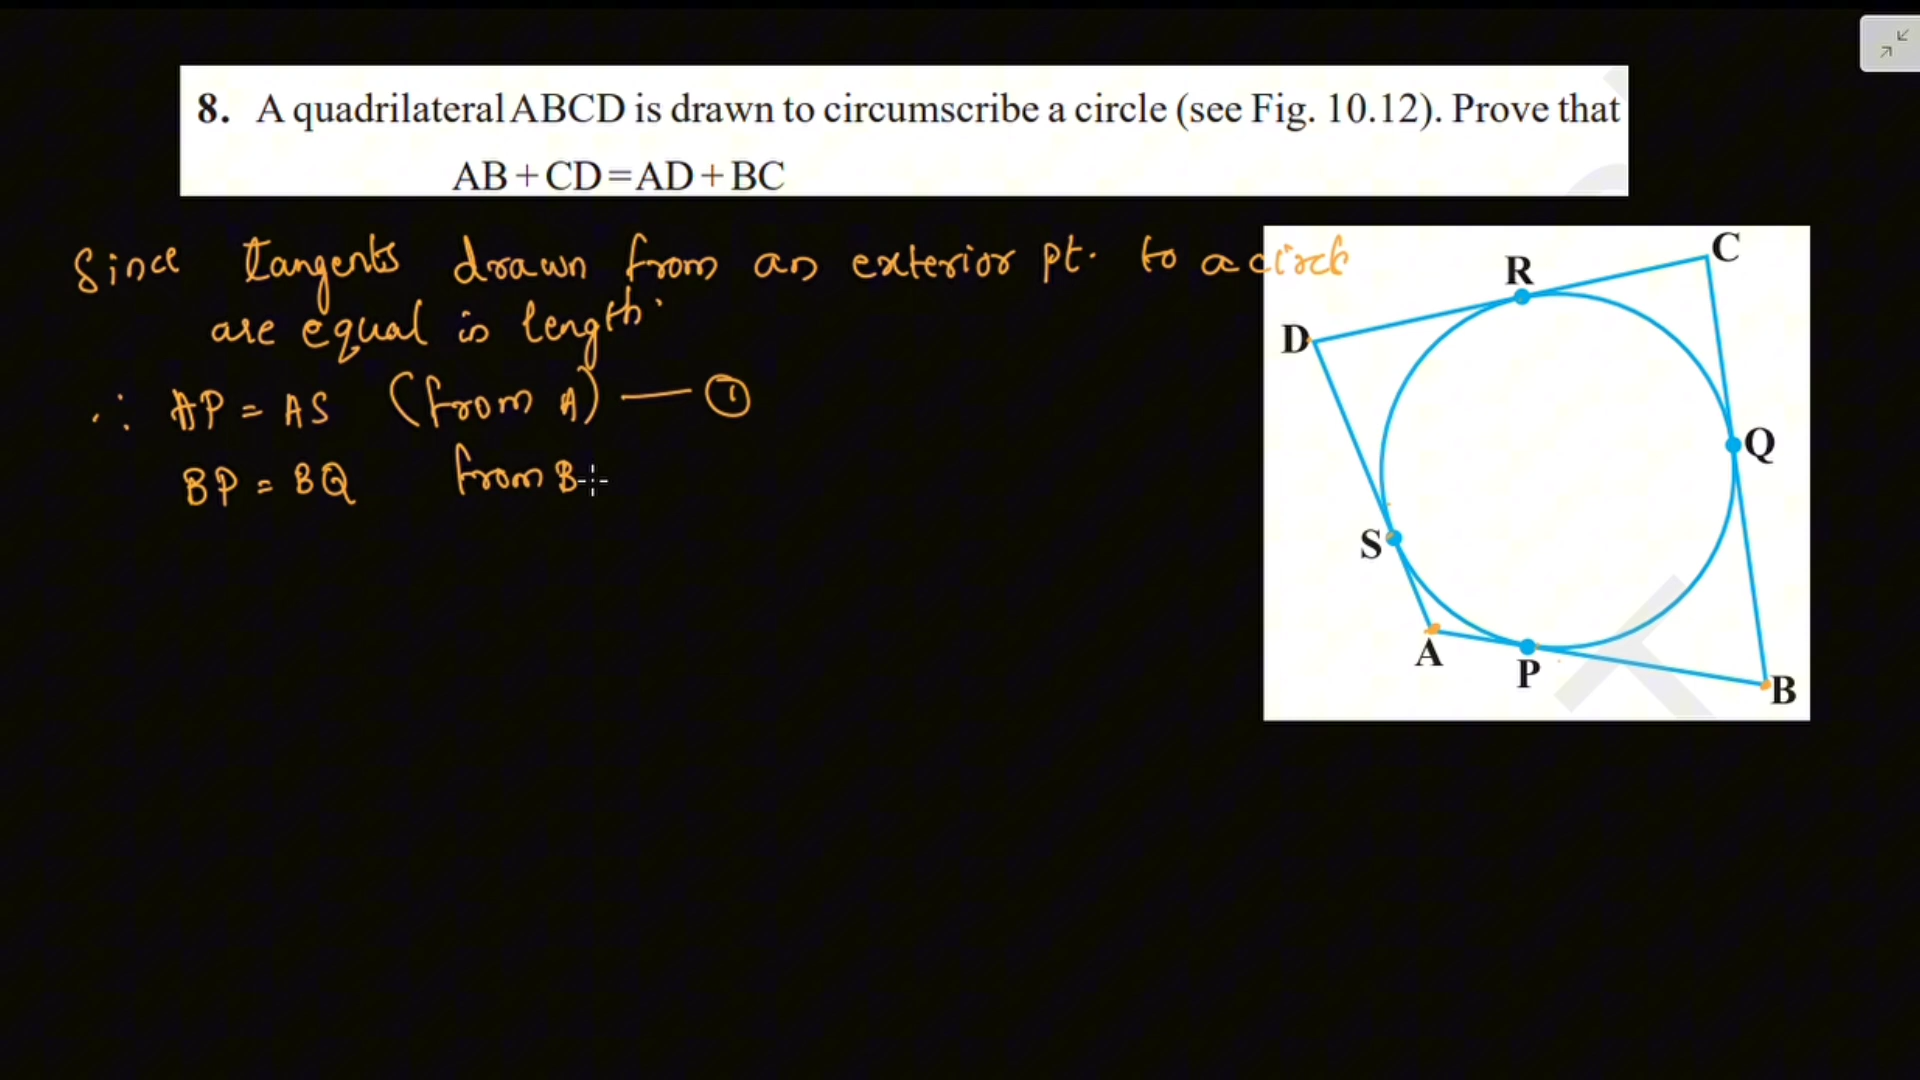 8. A quadrilateral ABCD is drawn to circumscribe a circle (see Fig. 10.12). Prove that
AB + CD = AD + BC
Since tangents drawn from an exterior pt. to a circle
are equal in length.
∴ AP = AS (from A) — ①
BP = BQ from B
C
R
D
Q
S
A
P
B